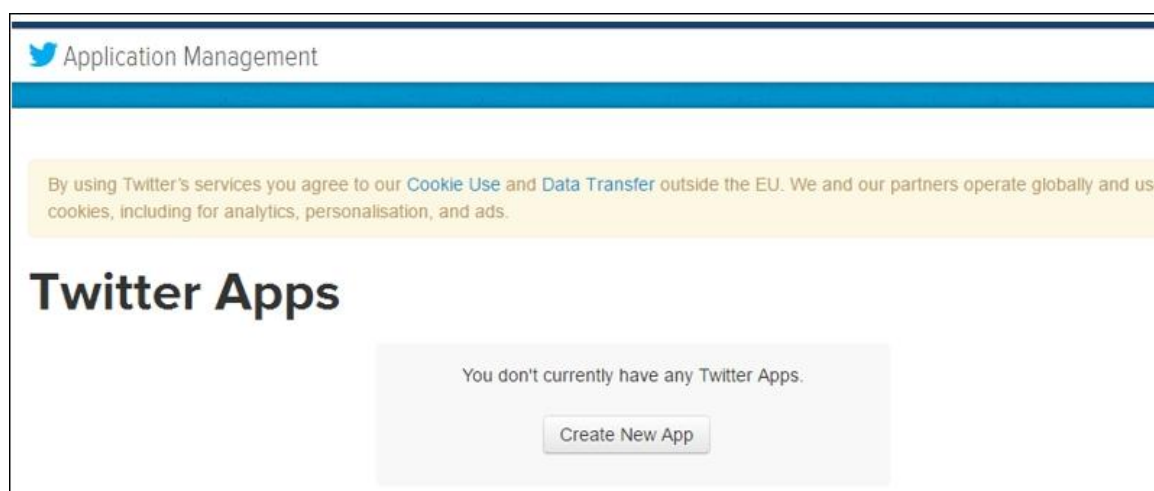 Application Management
By using Twitter's services you agree to our Cookie Use and Data Transfer outside the EU. We and our partners operate globally and us
cookies, including for analytics, personalisation, and ads.
Twitter Apps
You don't currently have any Twitter Apps.
Create New App